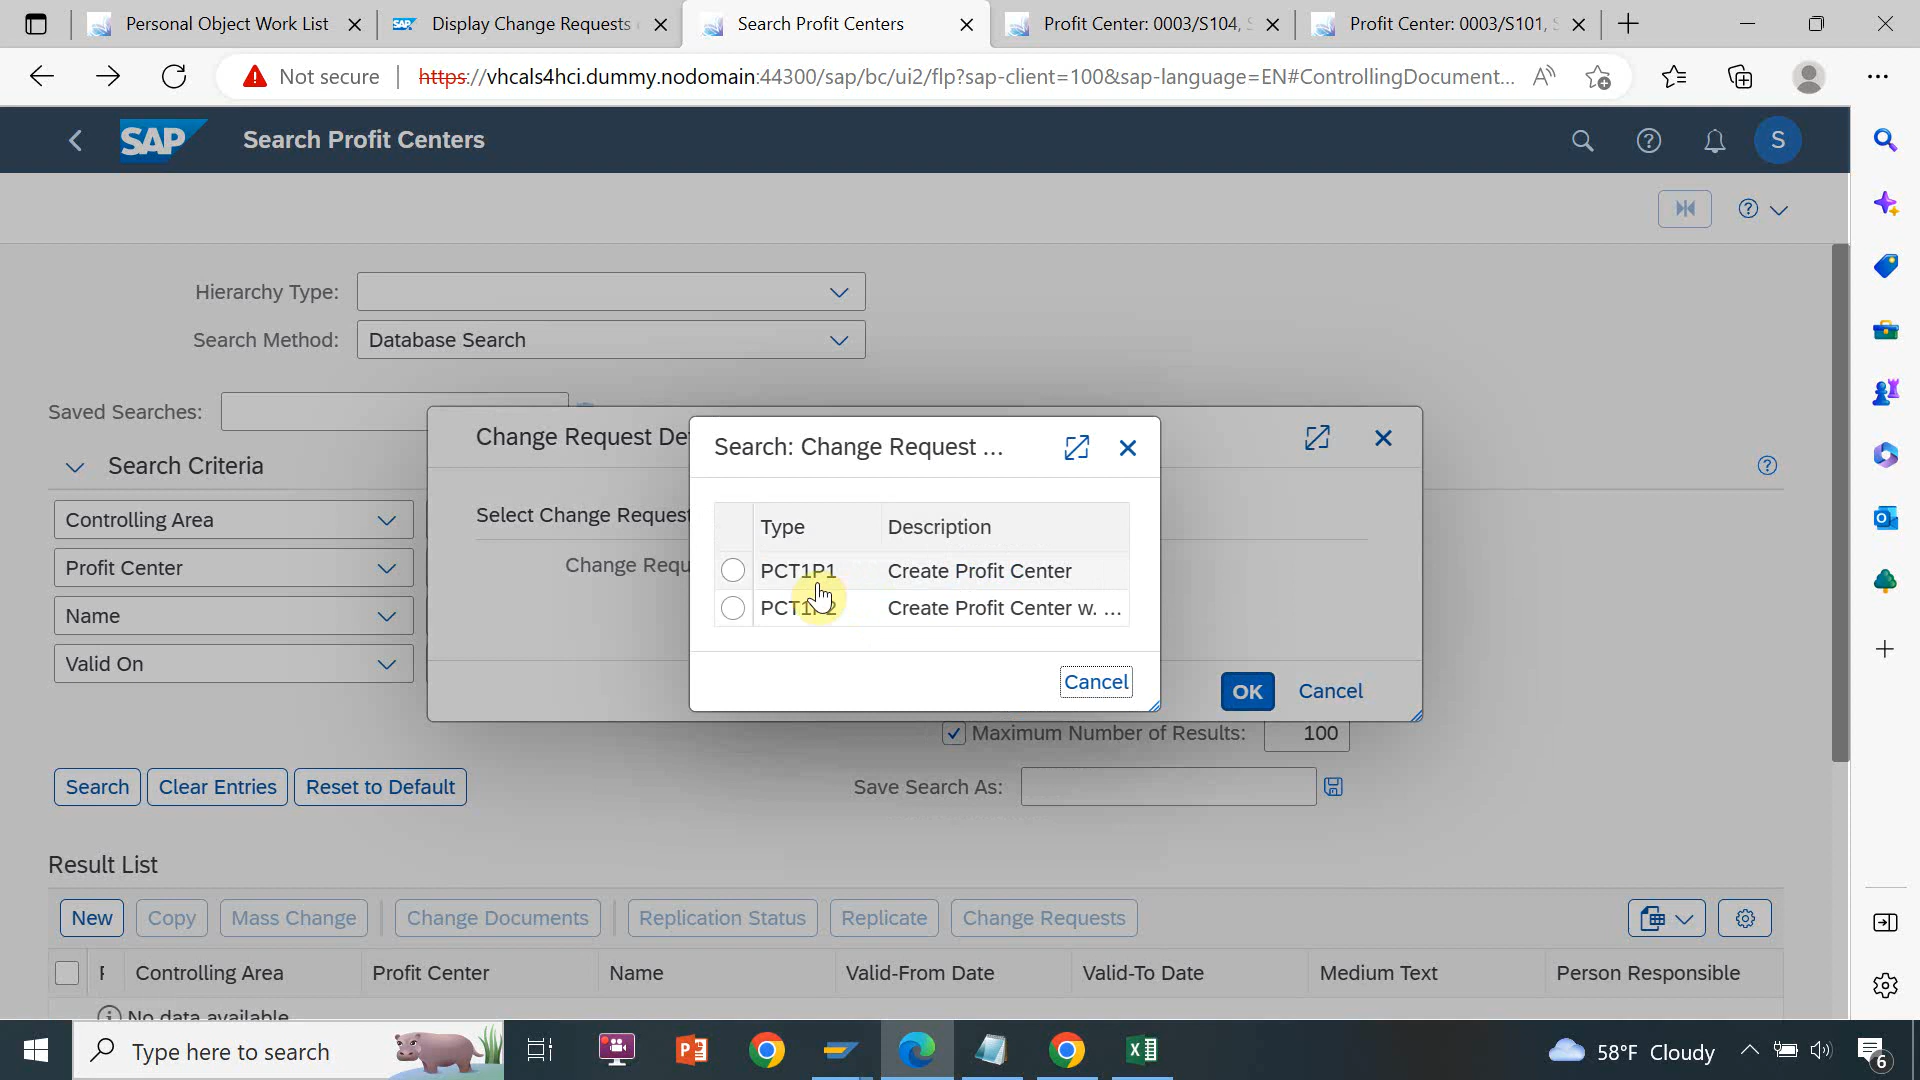 Personal Object Work List
Display Change Requests
Search Profit Centers
Profit Center: 0003/S104,
Profit Center: 0003/S101,
Not secure
https://vhcals4hci.dummy.nodomain:44300/sap/bc/ui2/flp?sap-client=100&sap-language=EN#ControllingDocument...
SAP
Search Profit Centers
S
Hierarchy Type:
Search Method:
Database Search
Saved Searches:
Search Criteria
Controlling Area
Profit Center
Name
Valid On
Change Request De
Select Change Request
Change Requ
OK
Cancel
Search: Change Request ...
Type
Description
PCT1P1
Create Profit Center
PCT1P2
Create Profit Center w. ...
Cancel
Maximum Number of Results:
100
Search
Clear Entries
Reset to Default
Save Search As:
Result List
New
Copy
Mass Change
Change Documents
Replication Status
Replicate
Change Requests
Controlling Area
Profit Center
Name
Valid-From Date
Valid-To Date
Medium Text
Person Responsible
No data available
Type here to search
58°F Cloudy
6